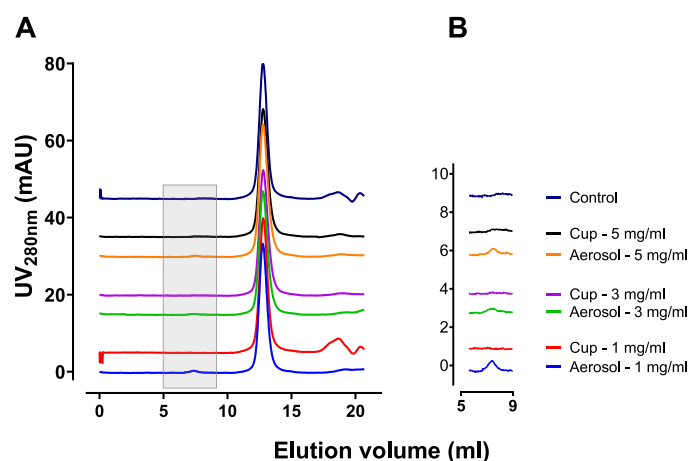 A
B
UV280nm (mAU)
80
60
40
20
0
0
5
10
15
20
10
8
6
4
2
0
5
9
Control
Cup - 5 mg/ml
Aerosol - 5 mg/ml
Cup - 3 mg/ml
Aerosol - 3 mg/ml
Cup - 1 mg/ml
Aerosol - 1 mg/ml
Elution volume (ml)